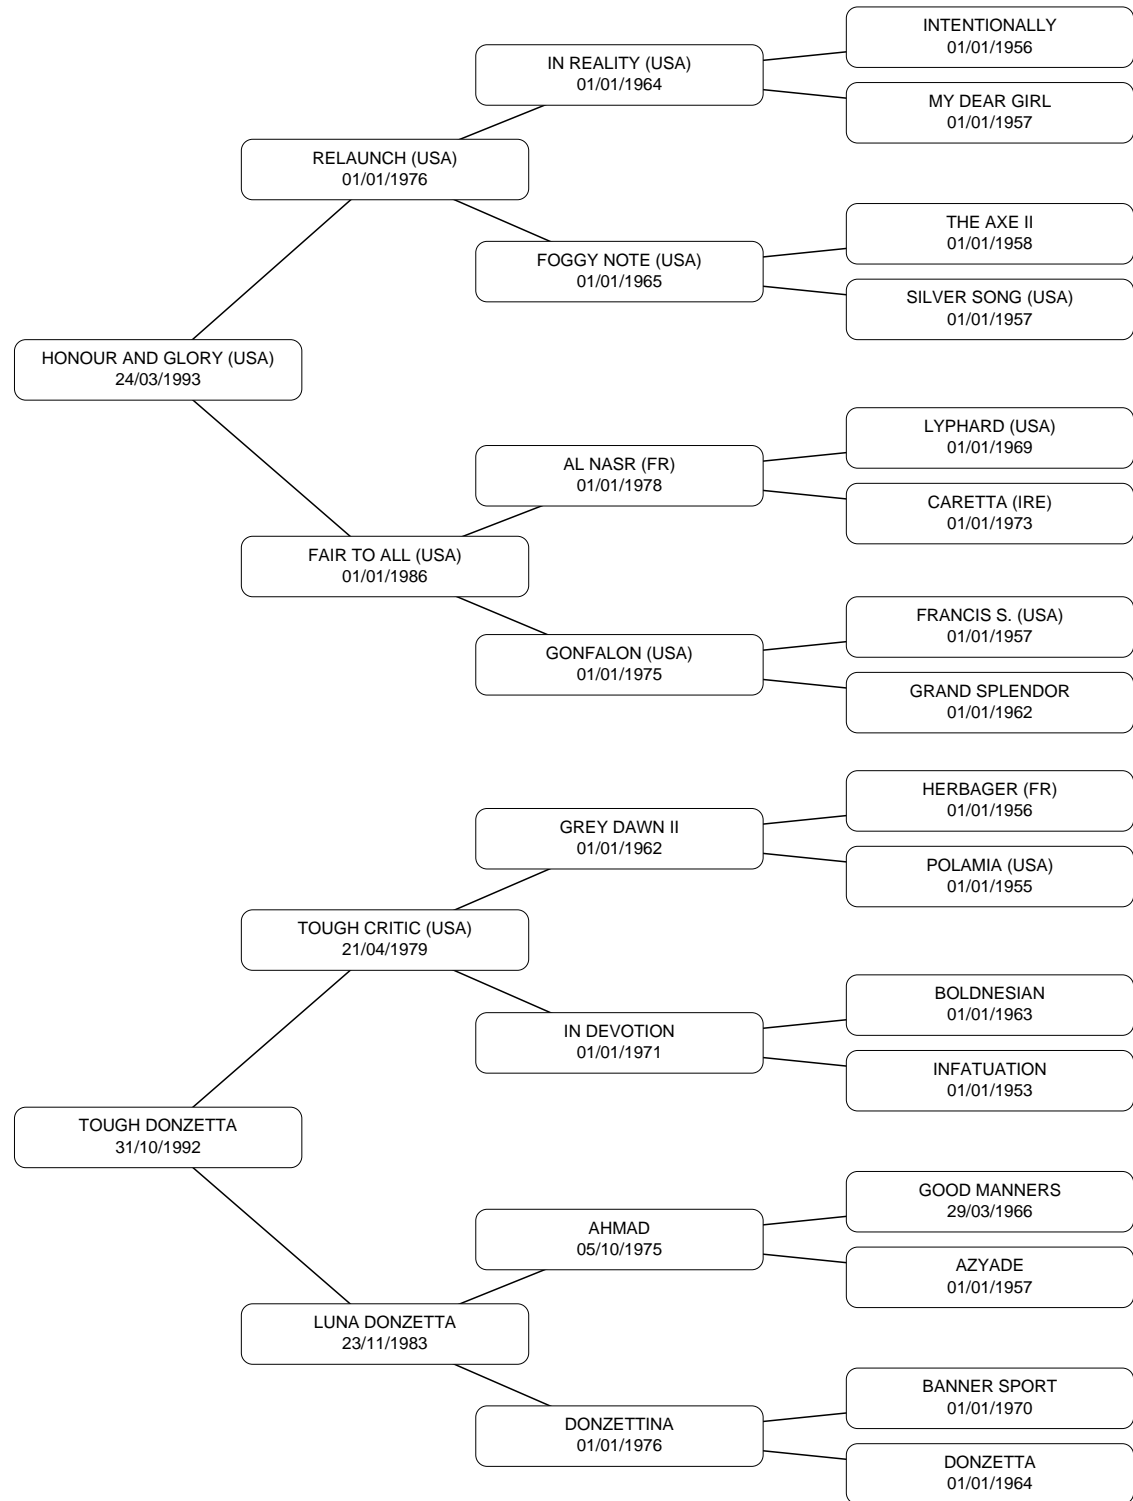 INTENTIONALLY
01/01/1956
IN REALITY (USA)
01/01/1964
MY DEAR GIRL
01/01/1957
RELAUNCH (USA)
01/01/1976
THE AXE II
01/01/1958
FOGGY NOTE (USA)
01/01/1965
SILVER SONG (USA)
01/01/1957
HONOUR AND GLORY (USA)
24/03/1993
LYPHARD (USA)
01/01/1969
AL NASR (FR)
01/01/1978
CARETTA (IRE)
01/01/1973
FAIR TO ALL (USA)
01/01/1986
FRANCIS S. (USA)
01/01/1957
GONFALON (USA)
01/01/1975
GRAND SPLENDOR
01/01/1962
HERBAGER (FR)
01/01/1956
GREY DAWN II
01/01/1962
POLAMIA (USA)
01/01/1955
TOUGH CRITIC (USA)
21/04/1979
BOLDNESIAN
01/01/1963
IN DEVOTION
01/01/1971
INFATUATION
01/01/1953
TOUGH DONZETTA
31/10/1992
GOOD MANNERS
29/03/1966
AHMAD
05/10/1975
AZYADE
01/01/1957
LUNA DONZETTA
23/11/1983
BANNER SPORT
01/01/1970
DONZETTINA
01/01/1976
DONZETTA
01/01/1964